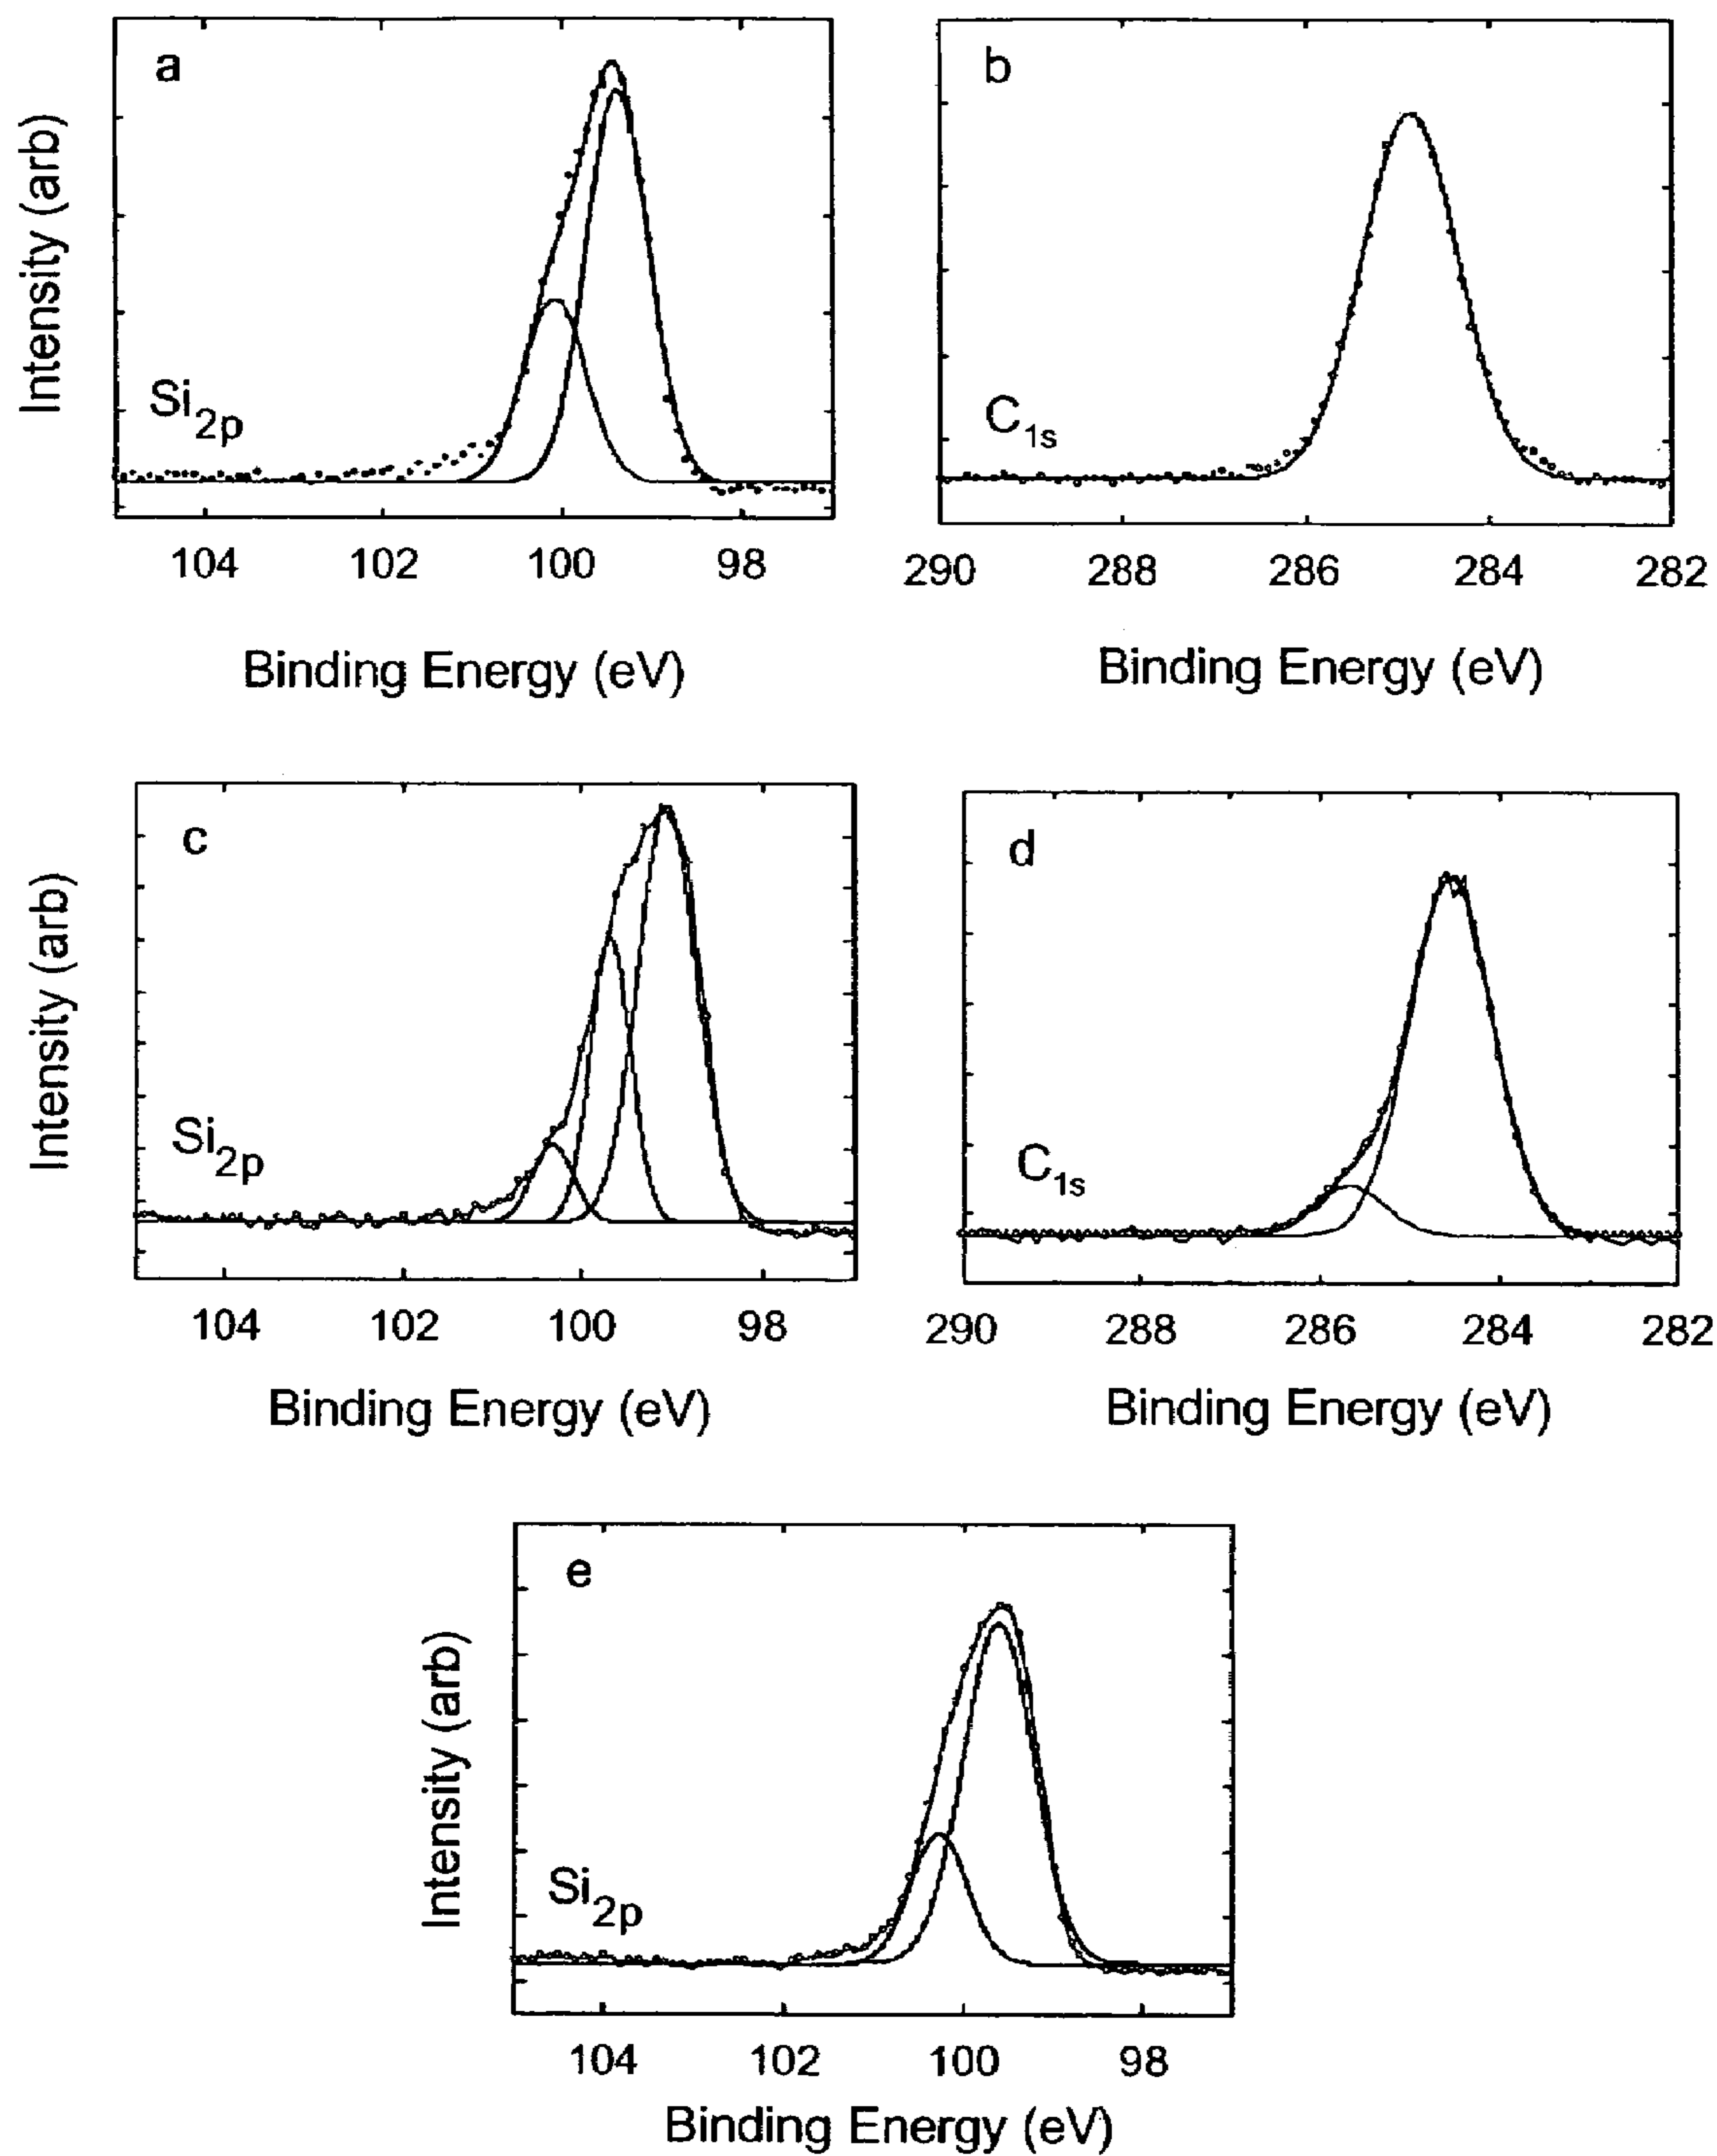 a
Intensity (arb)
Si2p
104 102 100 98
Binding Energy (eV)
b
C1s
290 288 286 284 282
Binding Energy (eV)
c
Intensity (arb)
Si2p
104 102 100 98
Binding Energy (eV)
d
C1s
290 288 286 284 282
Binding Energy (eV)
e
Intensity (arb)
Si2p
104 102 100 98
Binding Energy (eV)